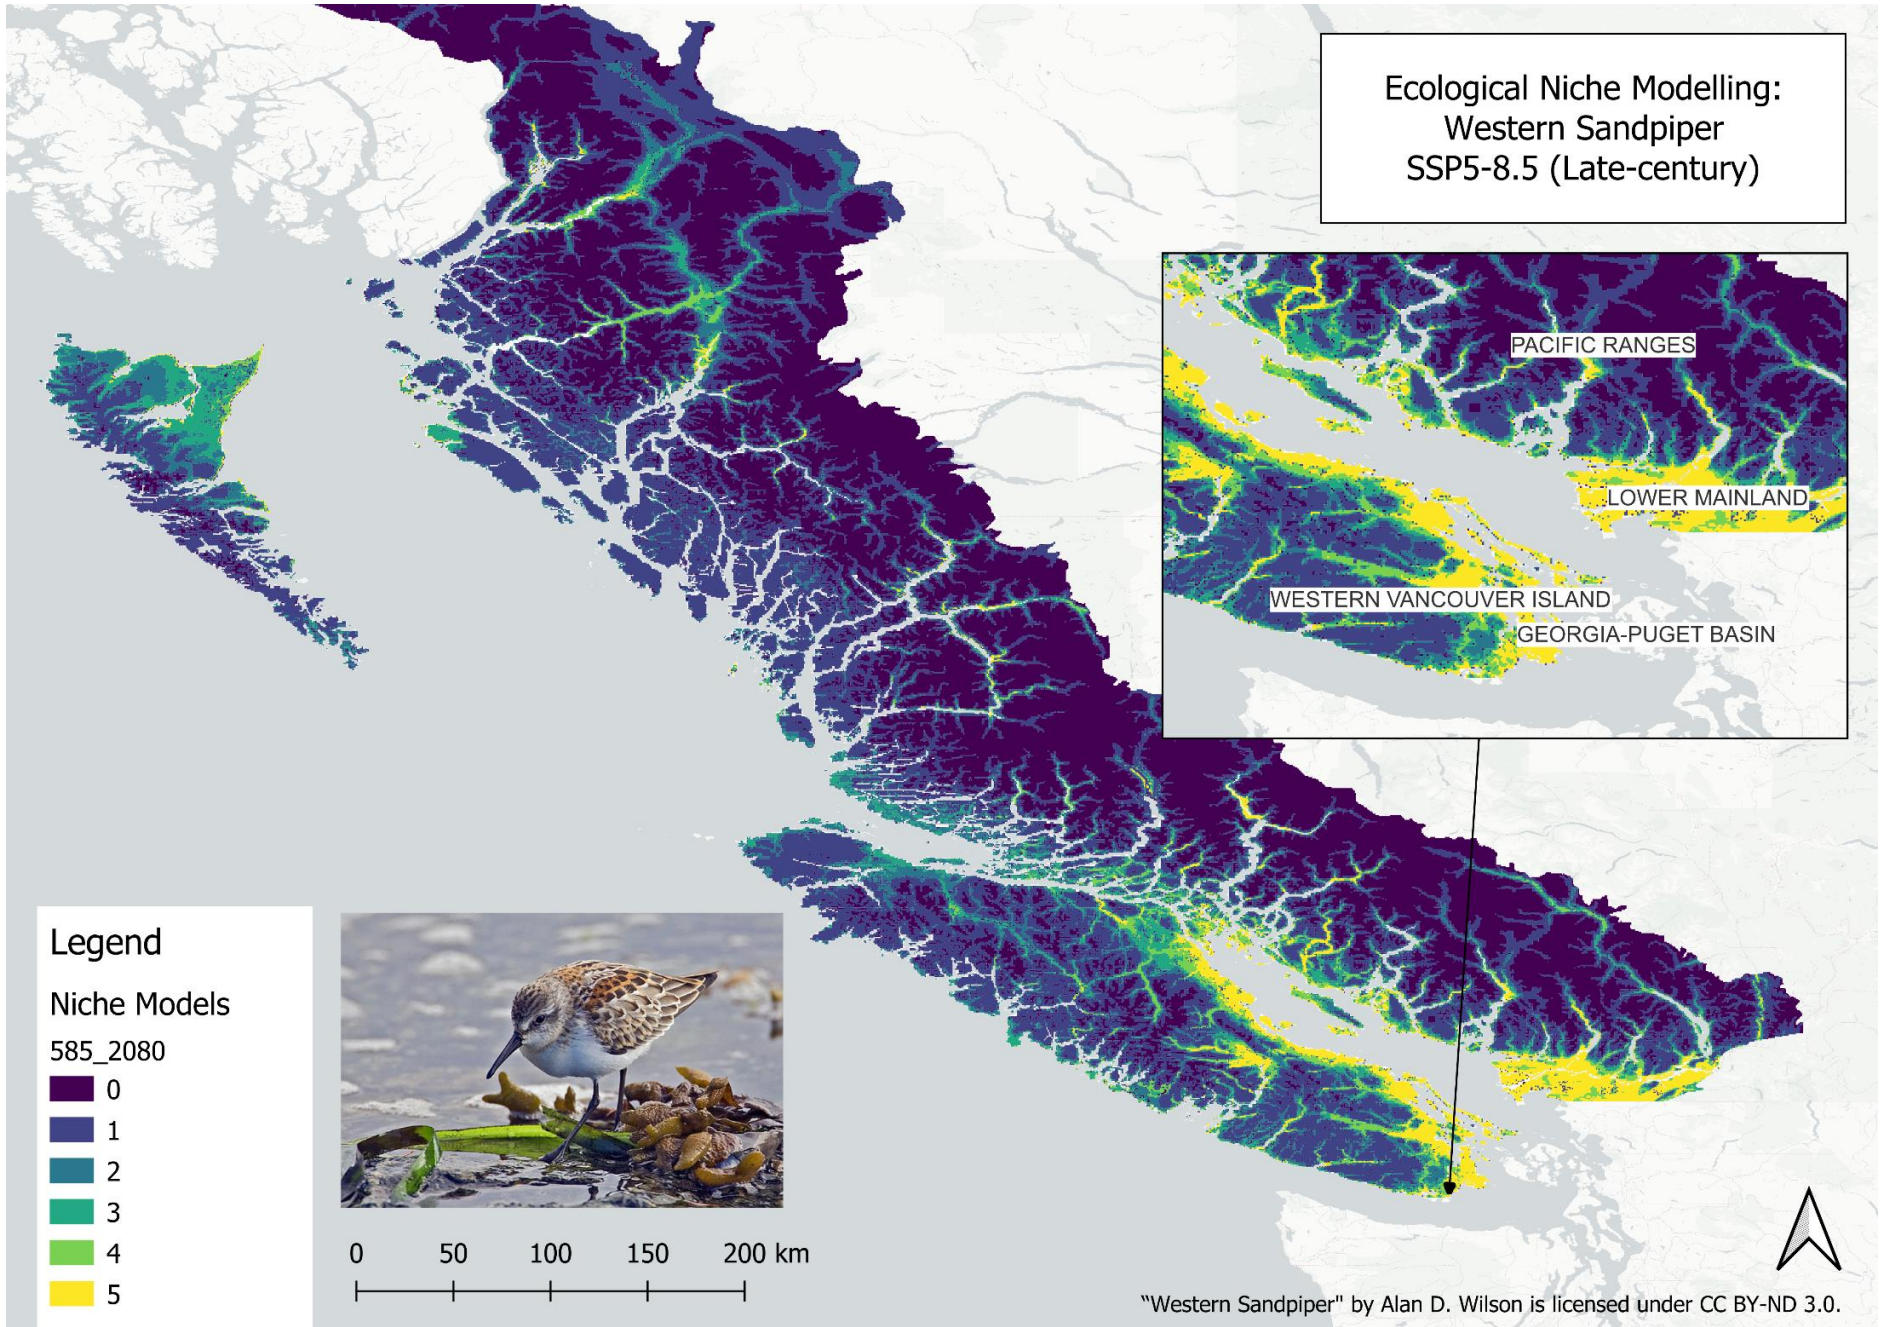 Ecological Niche Modelling:
Western Sandpiper
SSP5-8.5 (Late-century)
PACIFIC RANGES
LOWER MAINLAND
WESTERN VANCOUVER ISLAND
GEORGIA-PUGET BASIN
Legend
Niche Models
585_2080
0
1
2
3
4
5
0 50 100 150 200 km
“Western Sandpiper" by Alan D. Wilson is licensed under CC BY-ND 3.0.